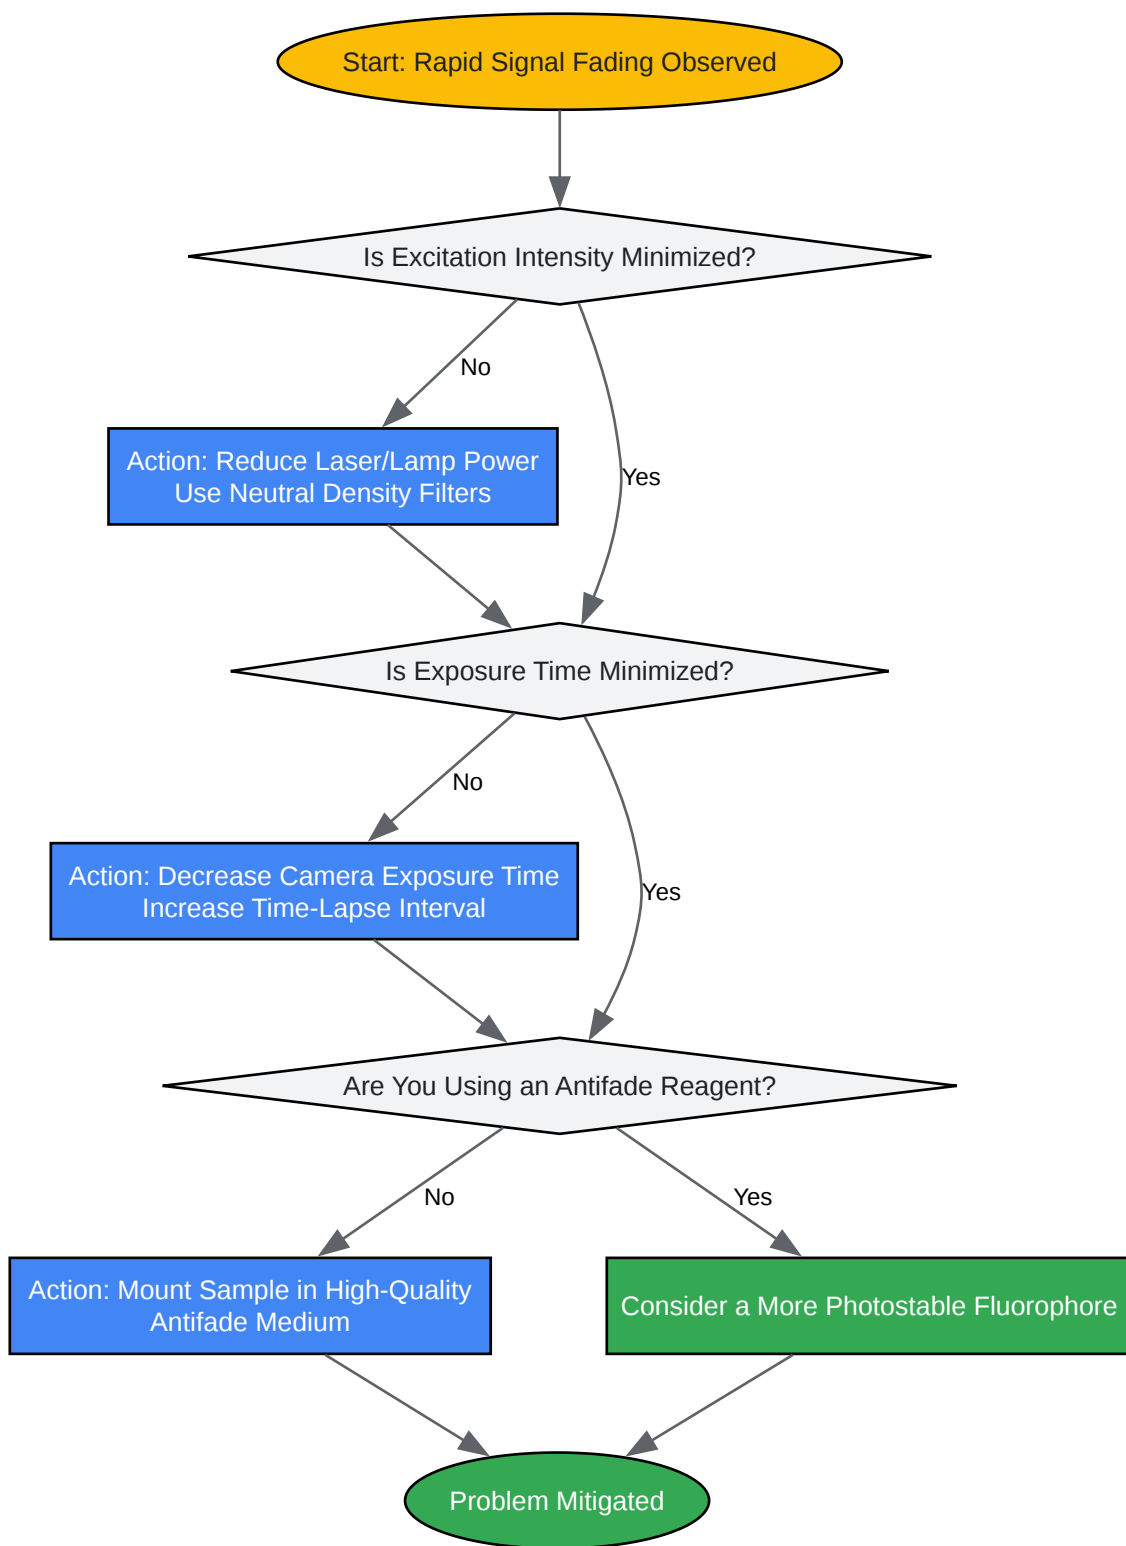 Start: Rapid Signal Fading Observed
Is Excitation Intensity Minimized?
No
Action: Reduce Laser/Lamp Power
Use Neutral Density Filters
Yes
Is Exposure Time Minimized?
No
Action: Decrease Camera Exposure Time
Increase Time-Lapse Interval
Yes
Are You Using an Antifade Reagent?
No
Yes
Action: Mount Sample in High-Quality
Antifade Medium
Consider a More Photostable Fluorophore
Problem Mitigated